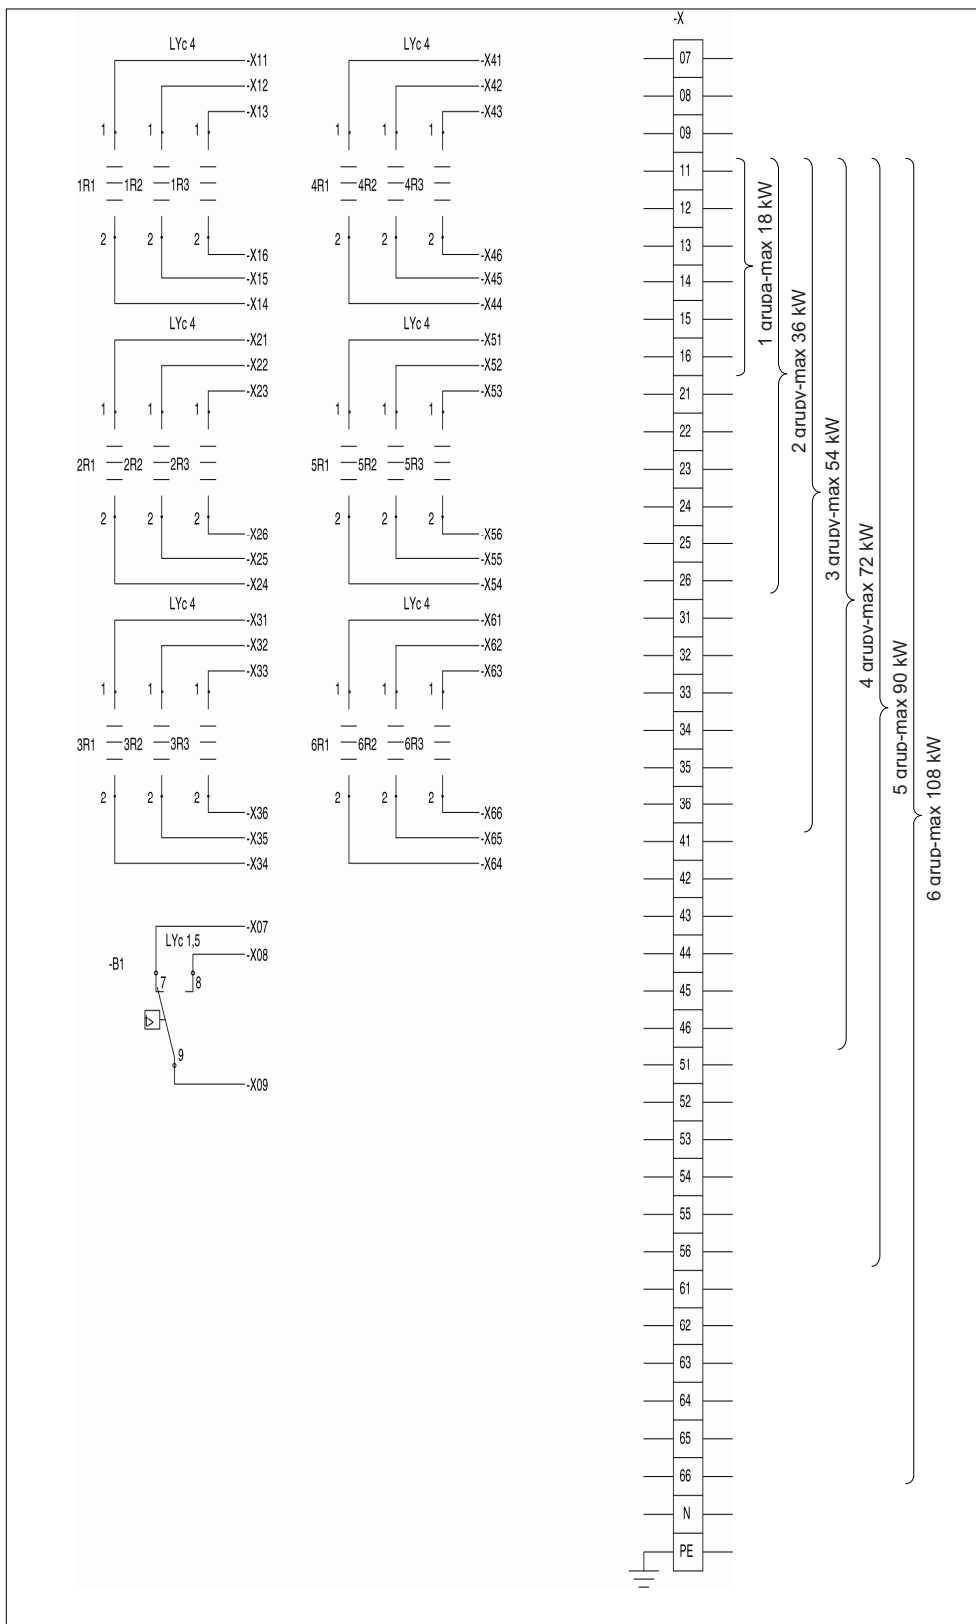 LYc 4
-X11
-X12
-X13
1 1 1
1R1 1R2 1R3
2 2 2
-X16
-X15
-X14
LYc 4
-X21
-X22
-X23
1 1 1
2R1 2R2 2R3
2 2 2
-X26
-X25
-X24
LYc 4
-X31
-X32
-X33
1 1 1
3R1 3R2 3R3
2 2 2
-X36
-X35
-X34
LYc 4
-X41
-X42
-X43
1 1 1
4R1 4R2 4R3
2 2 2
-X46
-X45
-X44
-X51
LYc 4
-X52
-X53
1 1 1
5R1 5R2 5R3
2 2 2
-X56
-X55
-X54
LYc 4
-X61
-X62
-X63
1 1 1
6R1 6R2 6R3
2 2 2
-X66
-X65
-X64
-X07
LYc 1,5
-X08
-B1
7 8
9
-X09
-X
07
08
09
11
12
13
14
15
16
21
22
23
24
25
26
31
32
33
34
35
36
41
42
43
44
45
46
51
52
53
54
55
56
61
62
63
64
65
66
N
PE
1 grupa-max 18 kW
2 grupy-max 36 kW
3 grupy-max 54 kW
4 grupy-max 72 kW
5 grup-max 90 kW
6 grup-max 108 kW